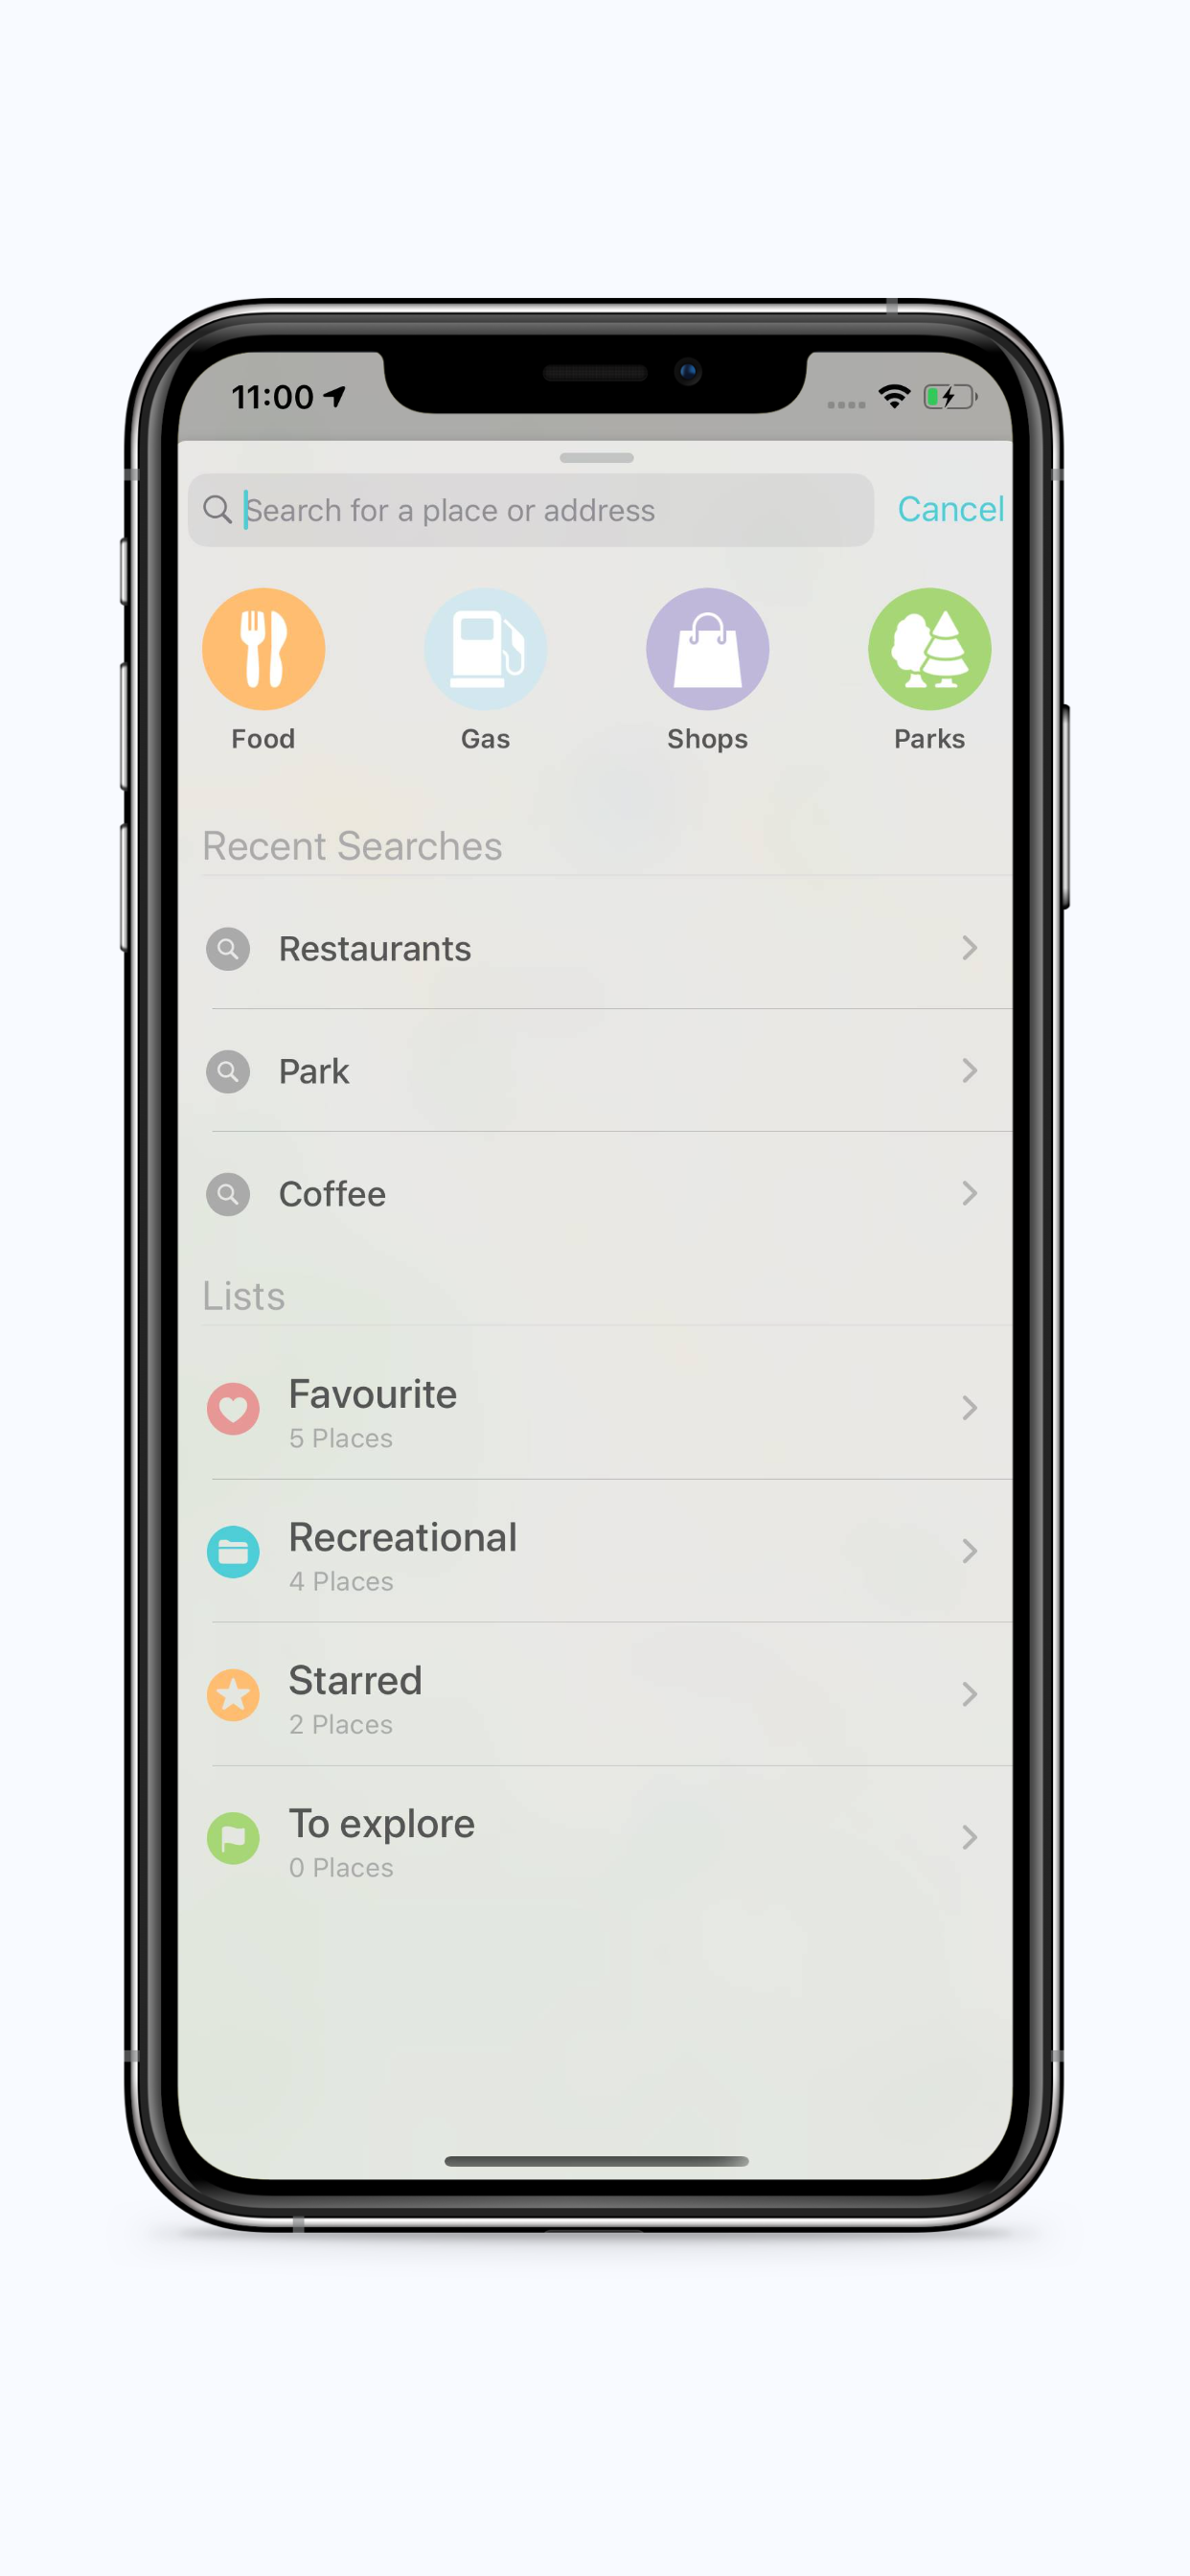 11:00
Search for a place or address
Cancel
Food
Gas
Shops
Parks
Recent Searches
Restaurants
Park
Coffee
Lists
Favourite
5 Places
Recreational
4 Places
Starred
2 Places
To explore
0 Places